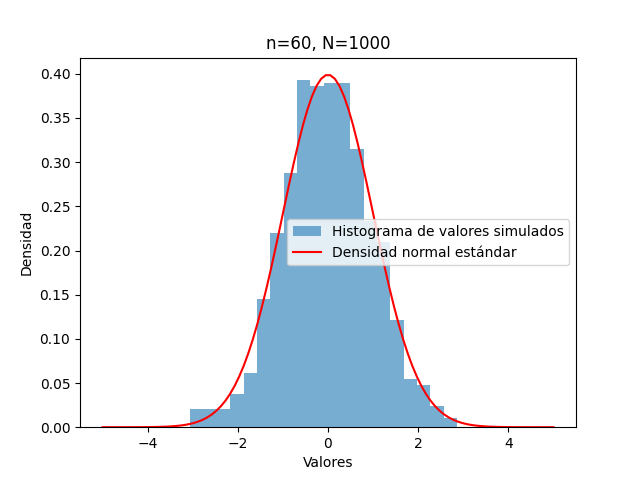 n=60, N=1000
0.40
0.35
0.30
0.25
0.20
0.15
0.10
0.05
0.00
Densidad
Histograma de valores simulados
Densidad normal estándar
−4
−2
0
2
4
Valores